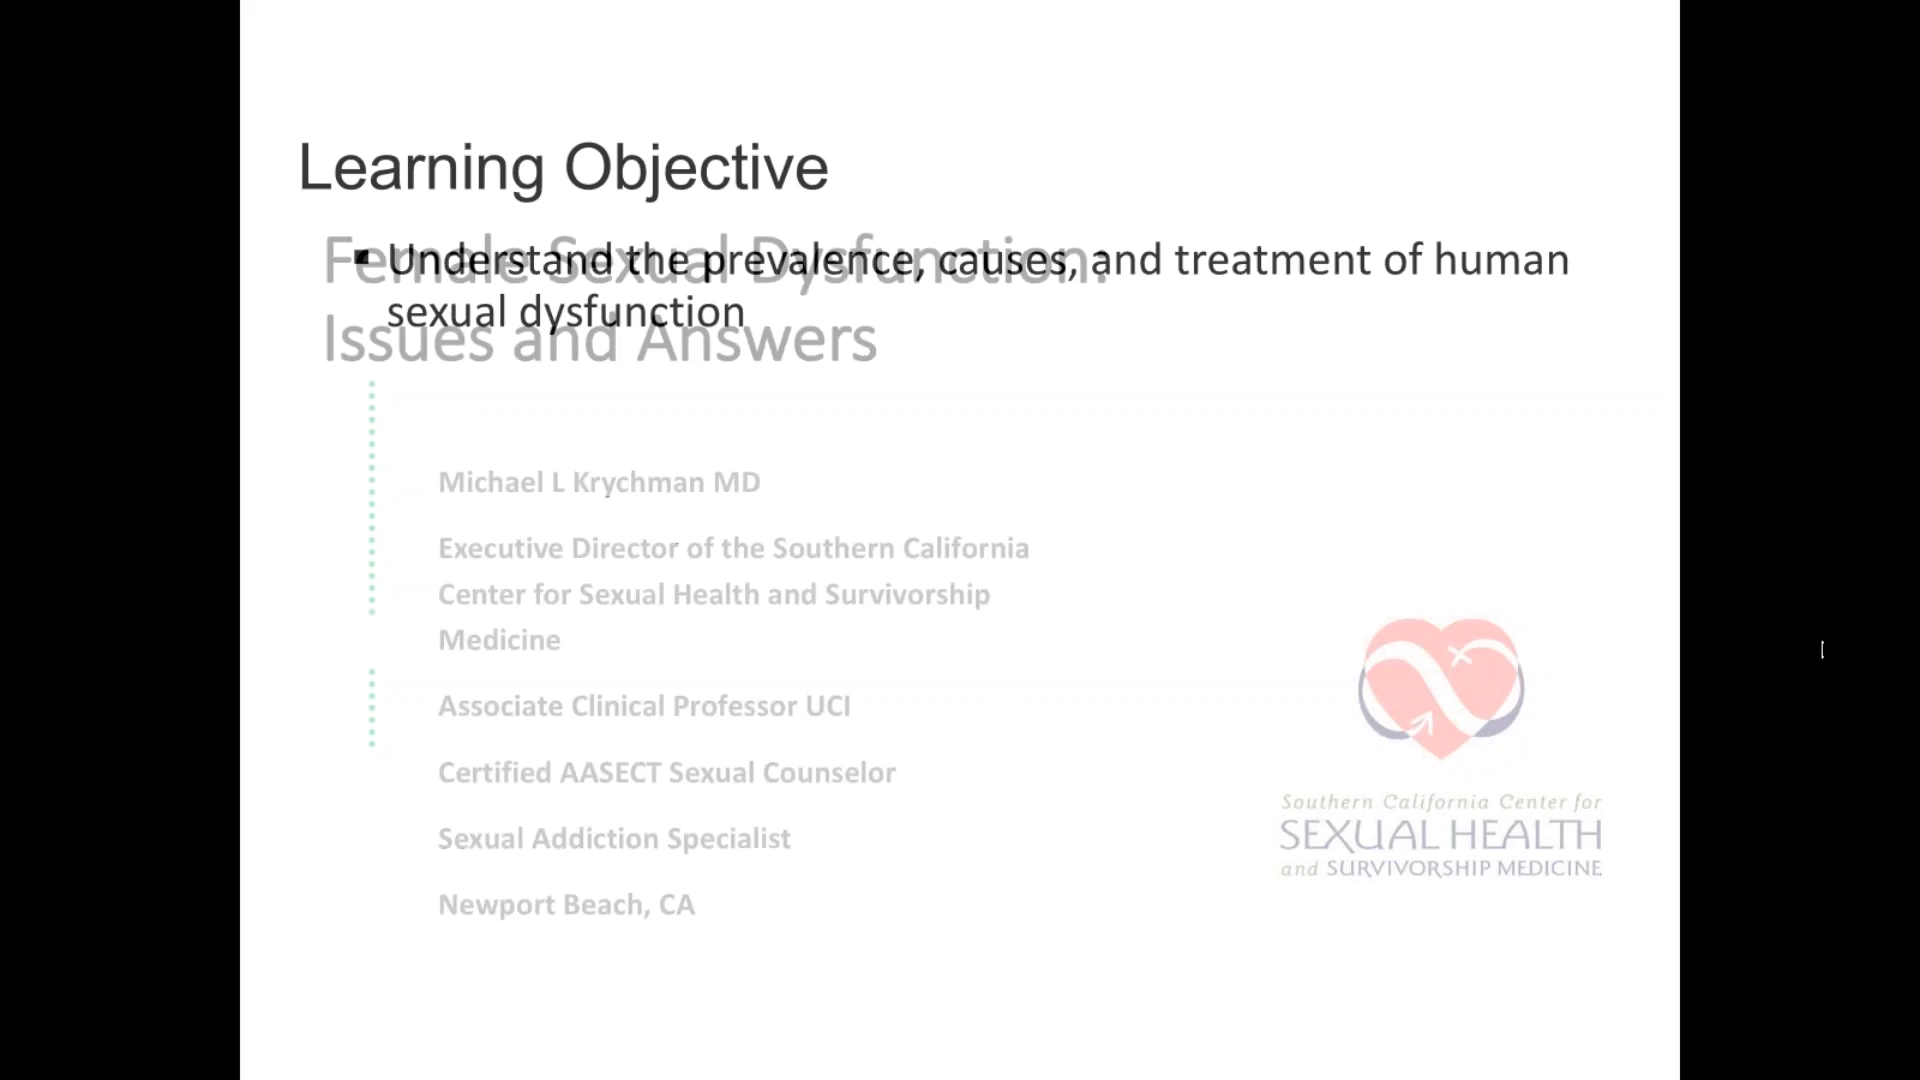 Learning Objective
Female Sexual Dysfunction:
▪ Understand the prevalence, causes, and treatment of human
sexual dysfunction
Issues and Answers
Michael L Krychman MD
Executive Director of the Southern California
Center for Sexual Health and Survivorship
Medicine
Associate Clinical Professor UCI
Certified AASECT Sexual Counselor
Sexual Addiction Specialist
Newport Beach, CA
Southern California Center for
SEXUAL HEALTH
and SURVIVORSHIP MEDICINE